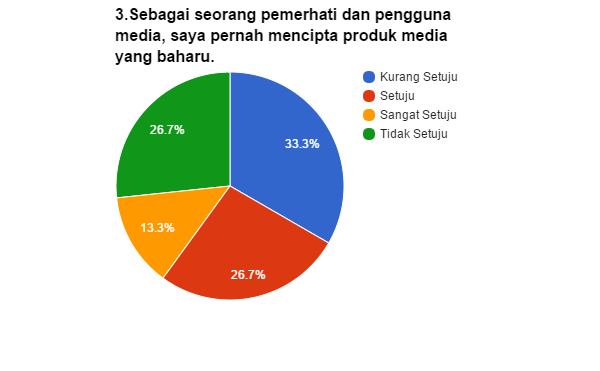 3.Sebagai seorang pemerhati dan pengguna
media, saya pernah mencipta produk media
yang baharu.
Kurang Setuju
Setuju
Sangat Setuju
Tidak Setuju
26.7%
33.3%
13.3%
26.7%